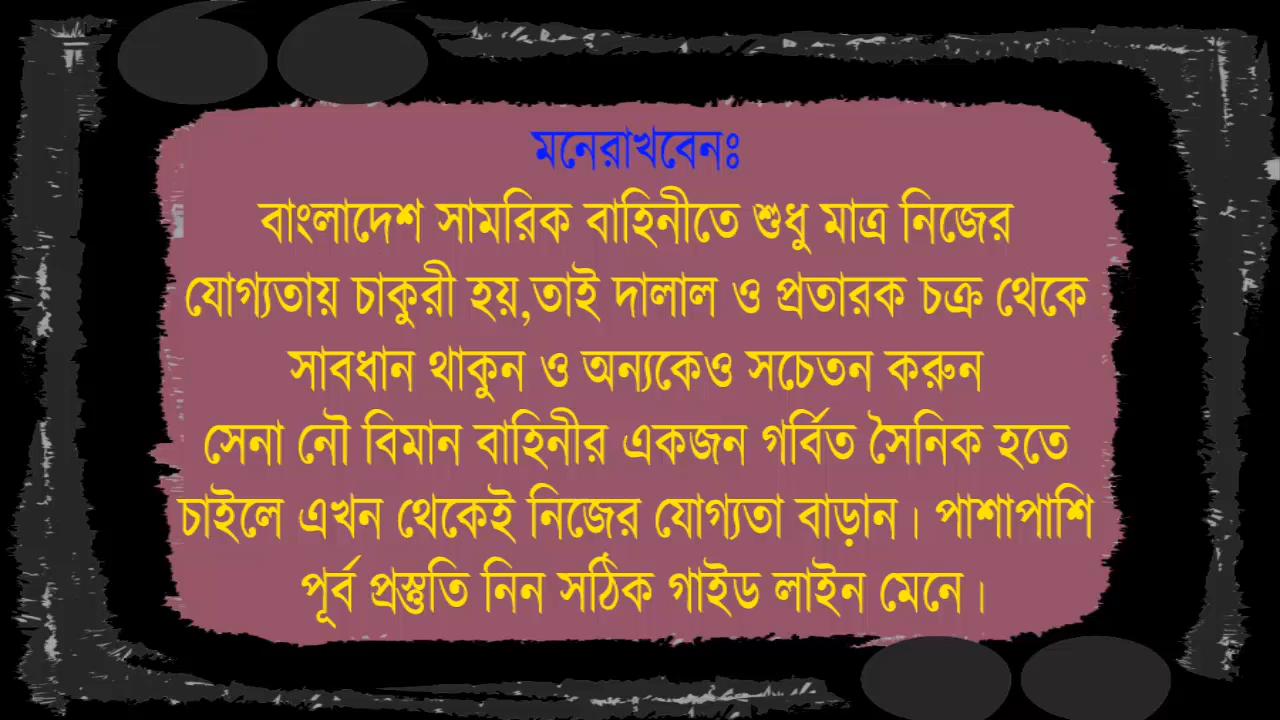 মনেরাখবেনঃ
বাংলাদেশ সামরিক বাহিনীতে শুধু মাত্র নিজের
যোগ্যতায় চাকুরী হয়,তাই দালাল ও প্রতারক চক্র থেকে
সাবধান থাকুন ও অন্যকেও সচেতন করুন
সেনা নৌ বিমান বাহিনীর একজন গর্বিত সৈনিক হতে
চাইলে এখন থেকেই নিজের যোগ্যতা বাড়ান। পাশাপাশি
পূর্ব প্রস্তুতি নিন সঠিক গাইড লাইন মেনে।